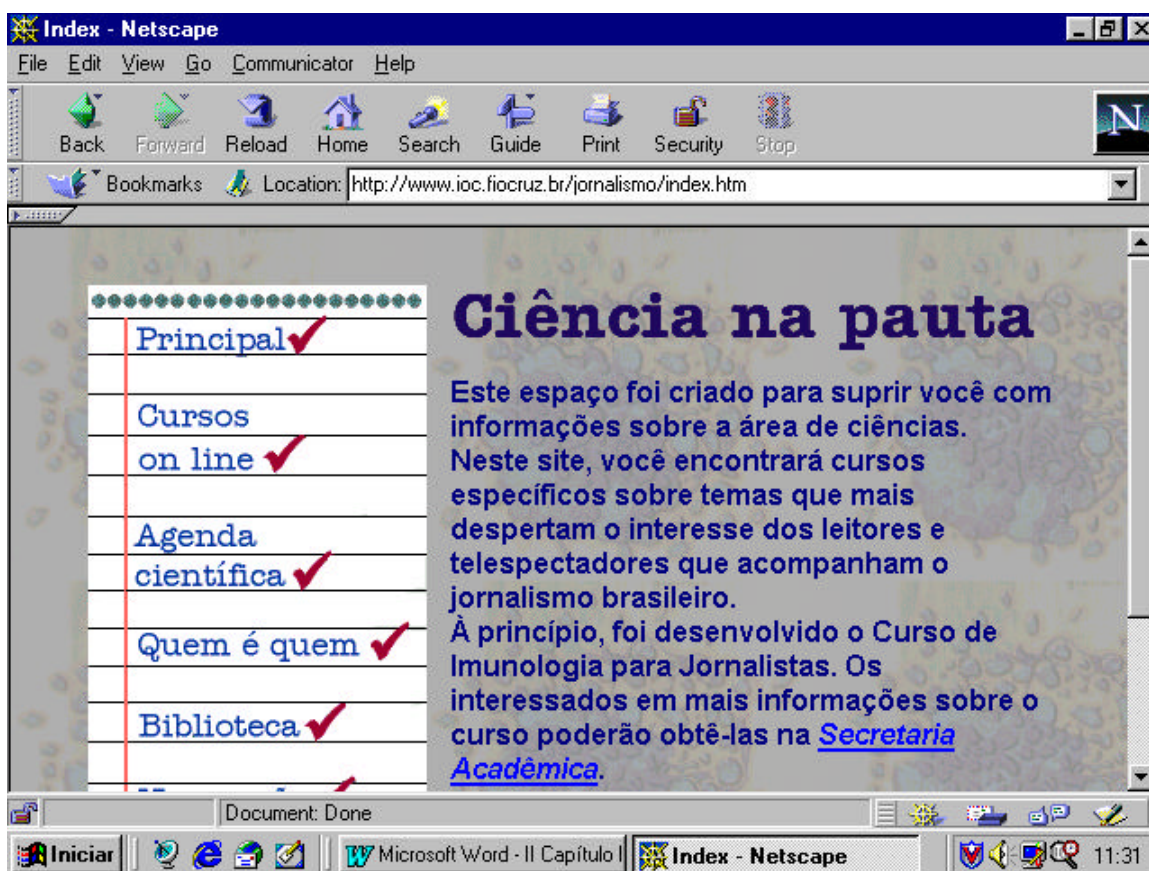 Index - Netscape
File Edit View Go Communicator Help
Back Forward Reload Home Search Guide Print Security Stop
N
Bookmarks Location: http://www.ioc.fiocruz.br/jornalismo/index.htm
Principal
Cursos
on line
Agenda
científica
Quem é quem
Biblioteca
Ciência na pauta
Este espaço foi criado para suprir você com
informações sobre a área de ciências.
Neste site, você encontrará cursos
específicos sobre temas que mais
despertam o interesse dos leitores e
telespectadores que acompanham o
jornalismo brasileiro.
À princípio, foi desenvolvido o Curso de
Imunologia para Jornalistas. Os
interessados em mais informações sobre o
curso poderão obtê-las na Secretaria
Acadêmica.
Document: Done
Iniciar Microsoft Word - II Capítulo Index - Netscape 11:31